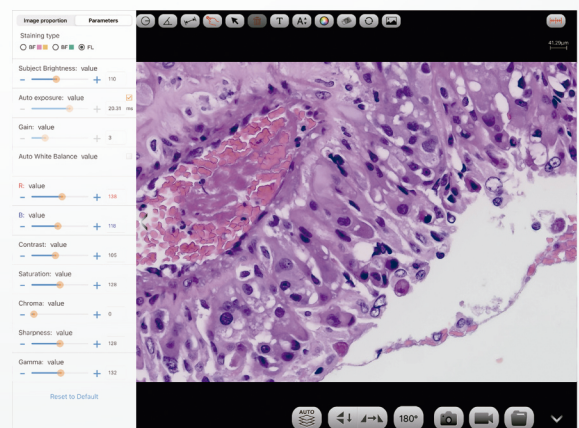 Image proportion Parameters
Staining type
BF BF FL
Subject Brightness: value
110
Auto exposure: value
20.31 ms
Gain: value
3
Auto White Balance value
R: value
139
B: value
118
Contrast: value
Saturation: value
128
Chroma: value
0
Sharpness: value
128
Gamma: value
132
Reset to Default
T A
41.29μm
AUTO
180°